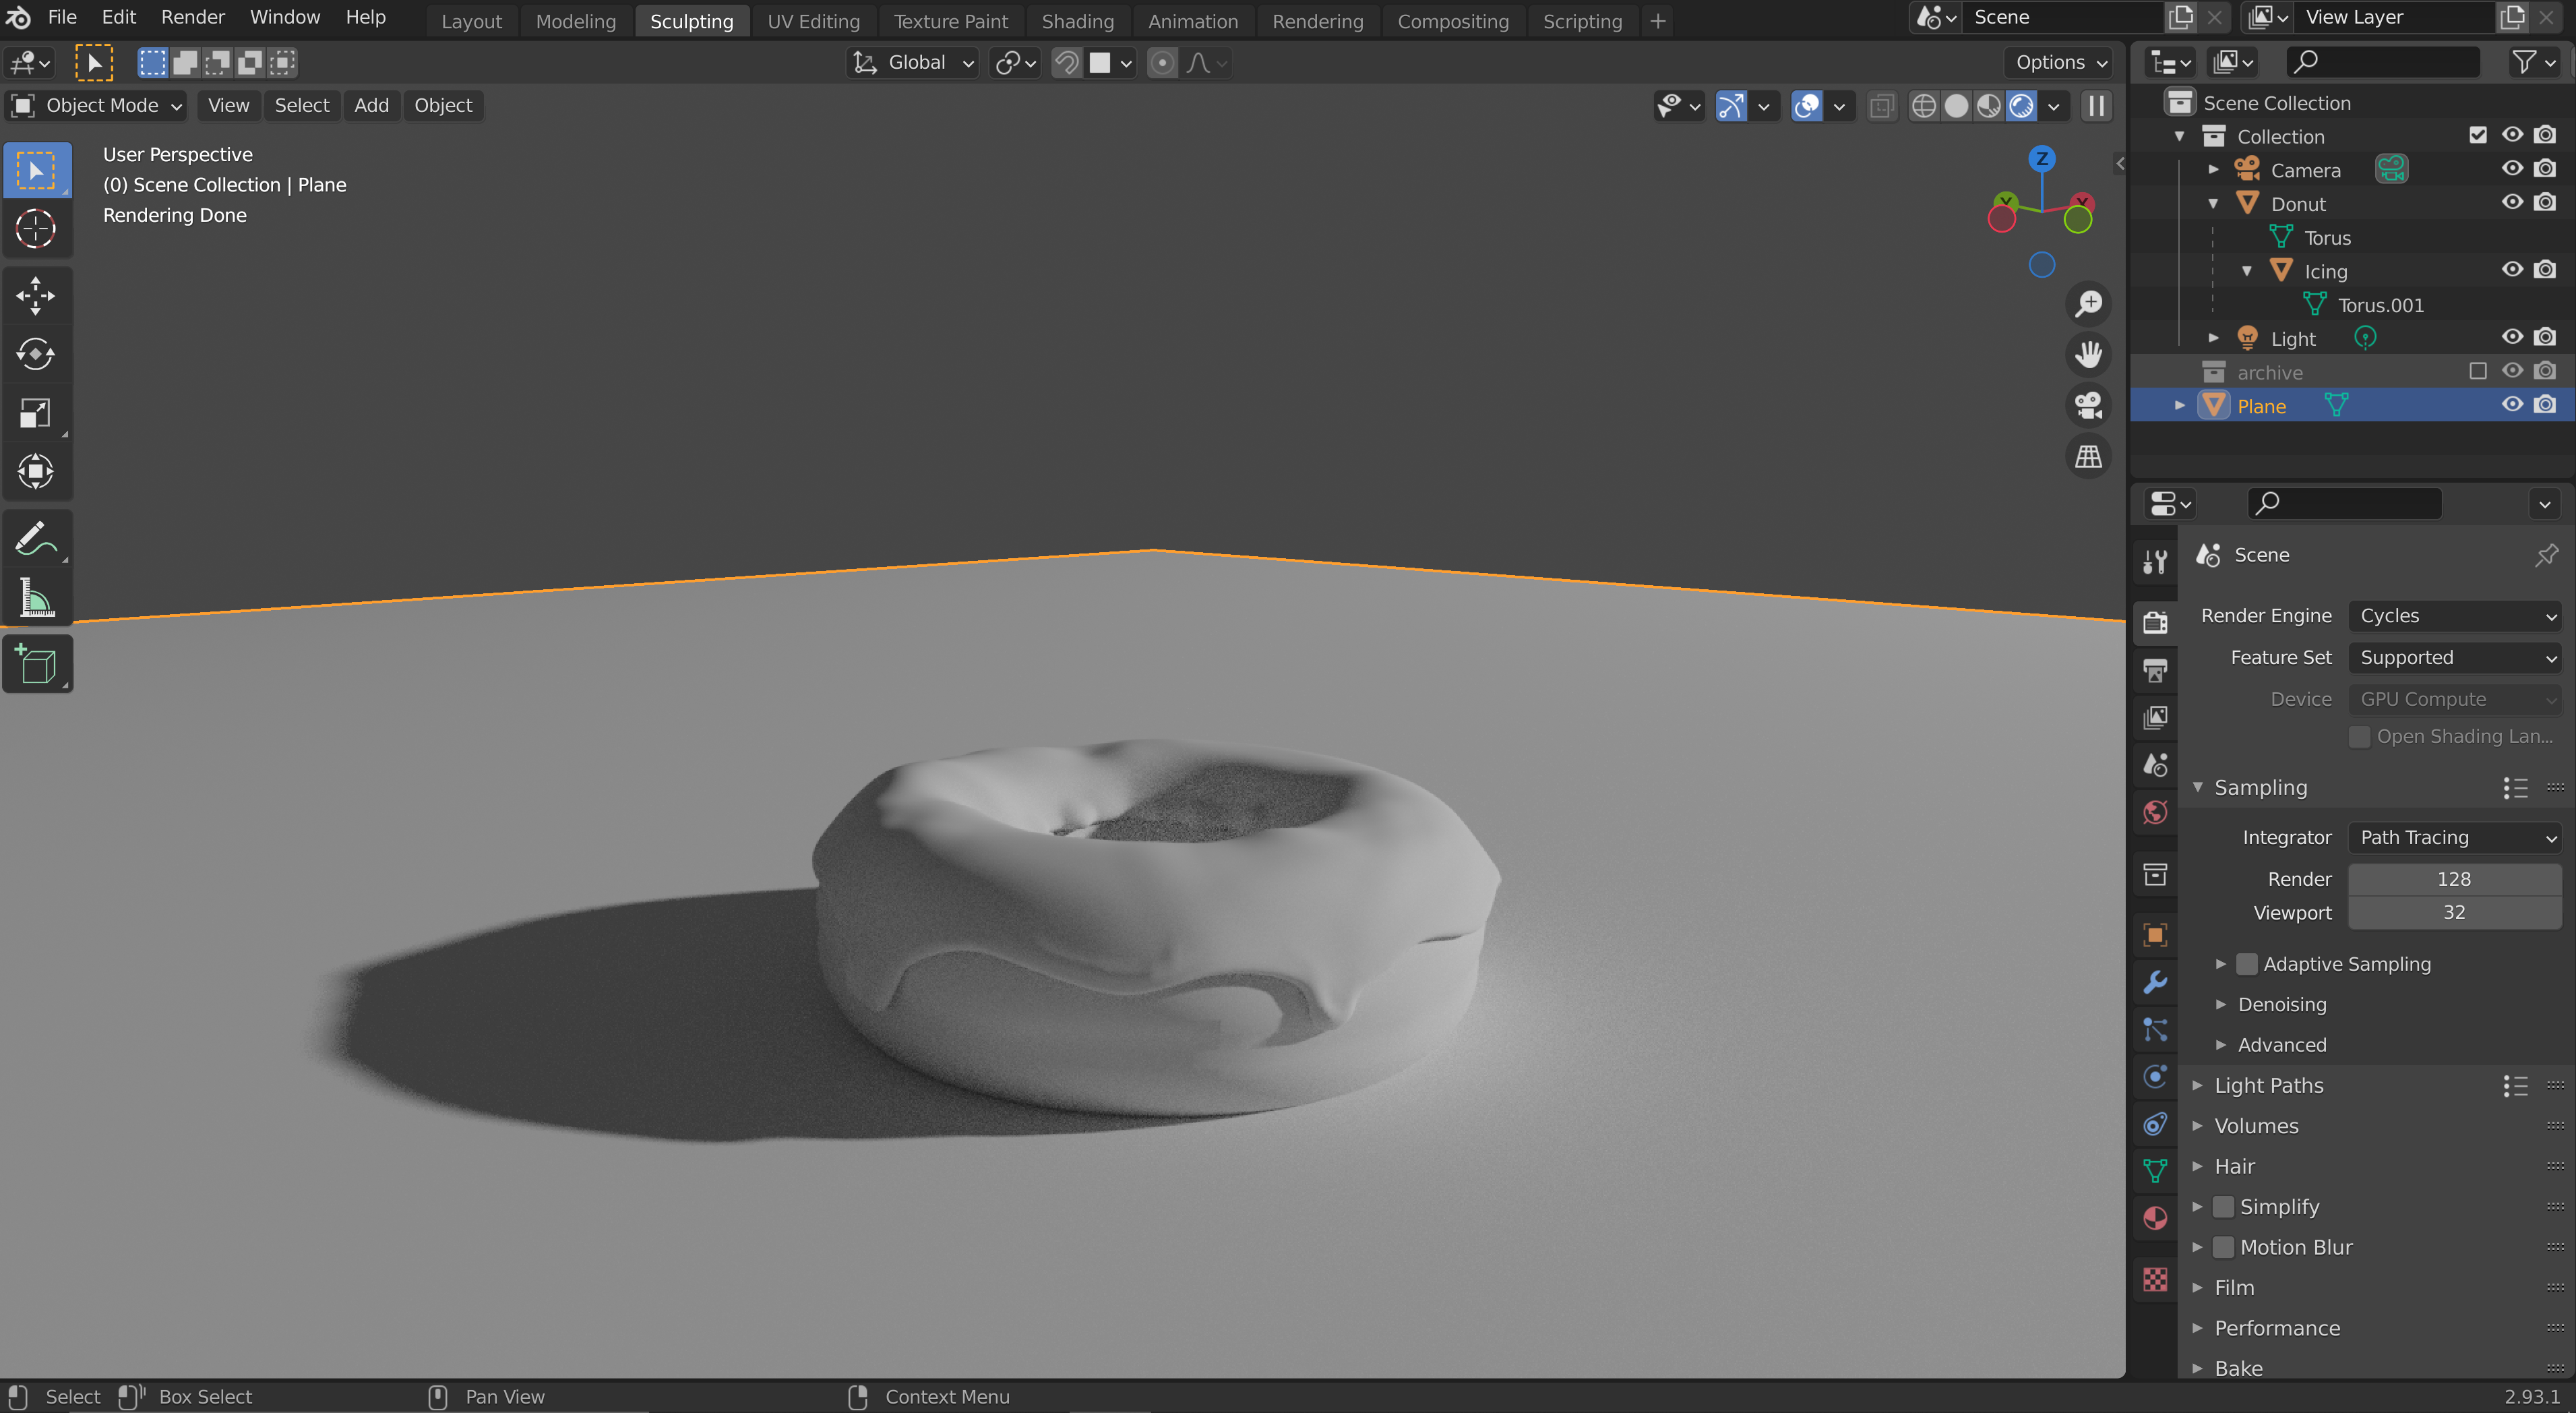 File Edit Render Window Help Layout Modeling Sculpting UV Editing Texture Paint Shading Animation Rendering Compositing Scripting + Scene View Layer
Global Options
Object Mode View Select Add Object
User Perspective
(0) Scene Collection | Plane
Rendering Done
Z
Y
X
Scene Collection
Collection
Camera
Donut
Torus
Icing
Torus.001
Light
archive
Plane
Scene
Render Engine Cycles
Feature Set Supported
Device GPU Compute
Open Shading Lan...
Sampling
Integrator Path Tracing
Render 128
Viewport 32
Adaptive Sampling
Denoising
Advanced
Light Paths
Volumes
Hair
Simplify
Motion Blur
Film
Performance
Bake
Select Box Select Pan View Context Menu 2.93.1